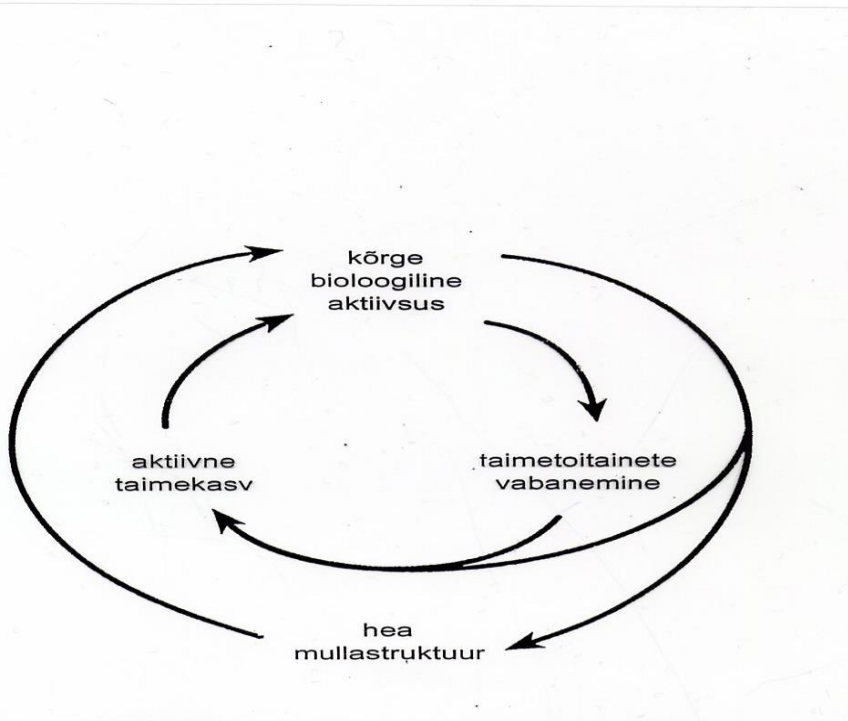 kõrge
bioloogiline
aktiivsus
aktiivne
taimekasv
taimetoitainete
vabanemine
hea
mullastruktuur